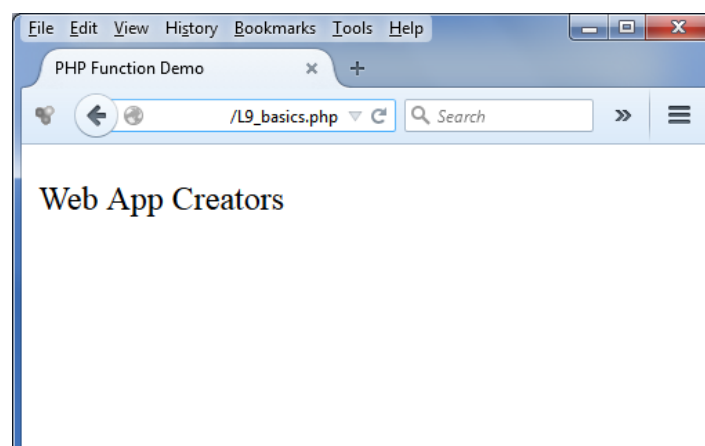 File Edit View History Bookmarks Tools Help
PHP Function Demo
/L9_basics.php Search
Web App Creators